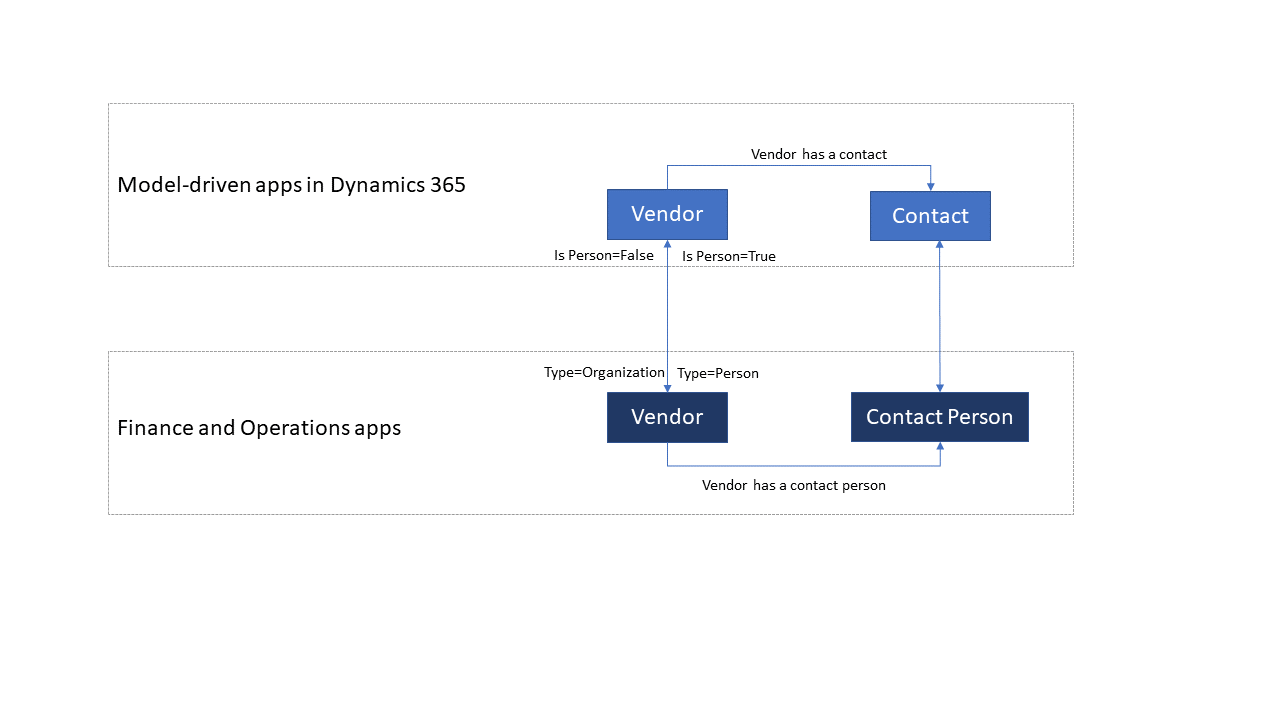 Vendor has a contact
Model-driven apps in Dynamics 365
Vendor
Contact
Is Person=False
Is Person=True
Type=Organization
Type=Person
Finance and Operations apps
Vendor
Contact Person
Vendor has a contact person